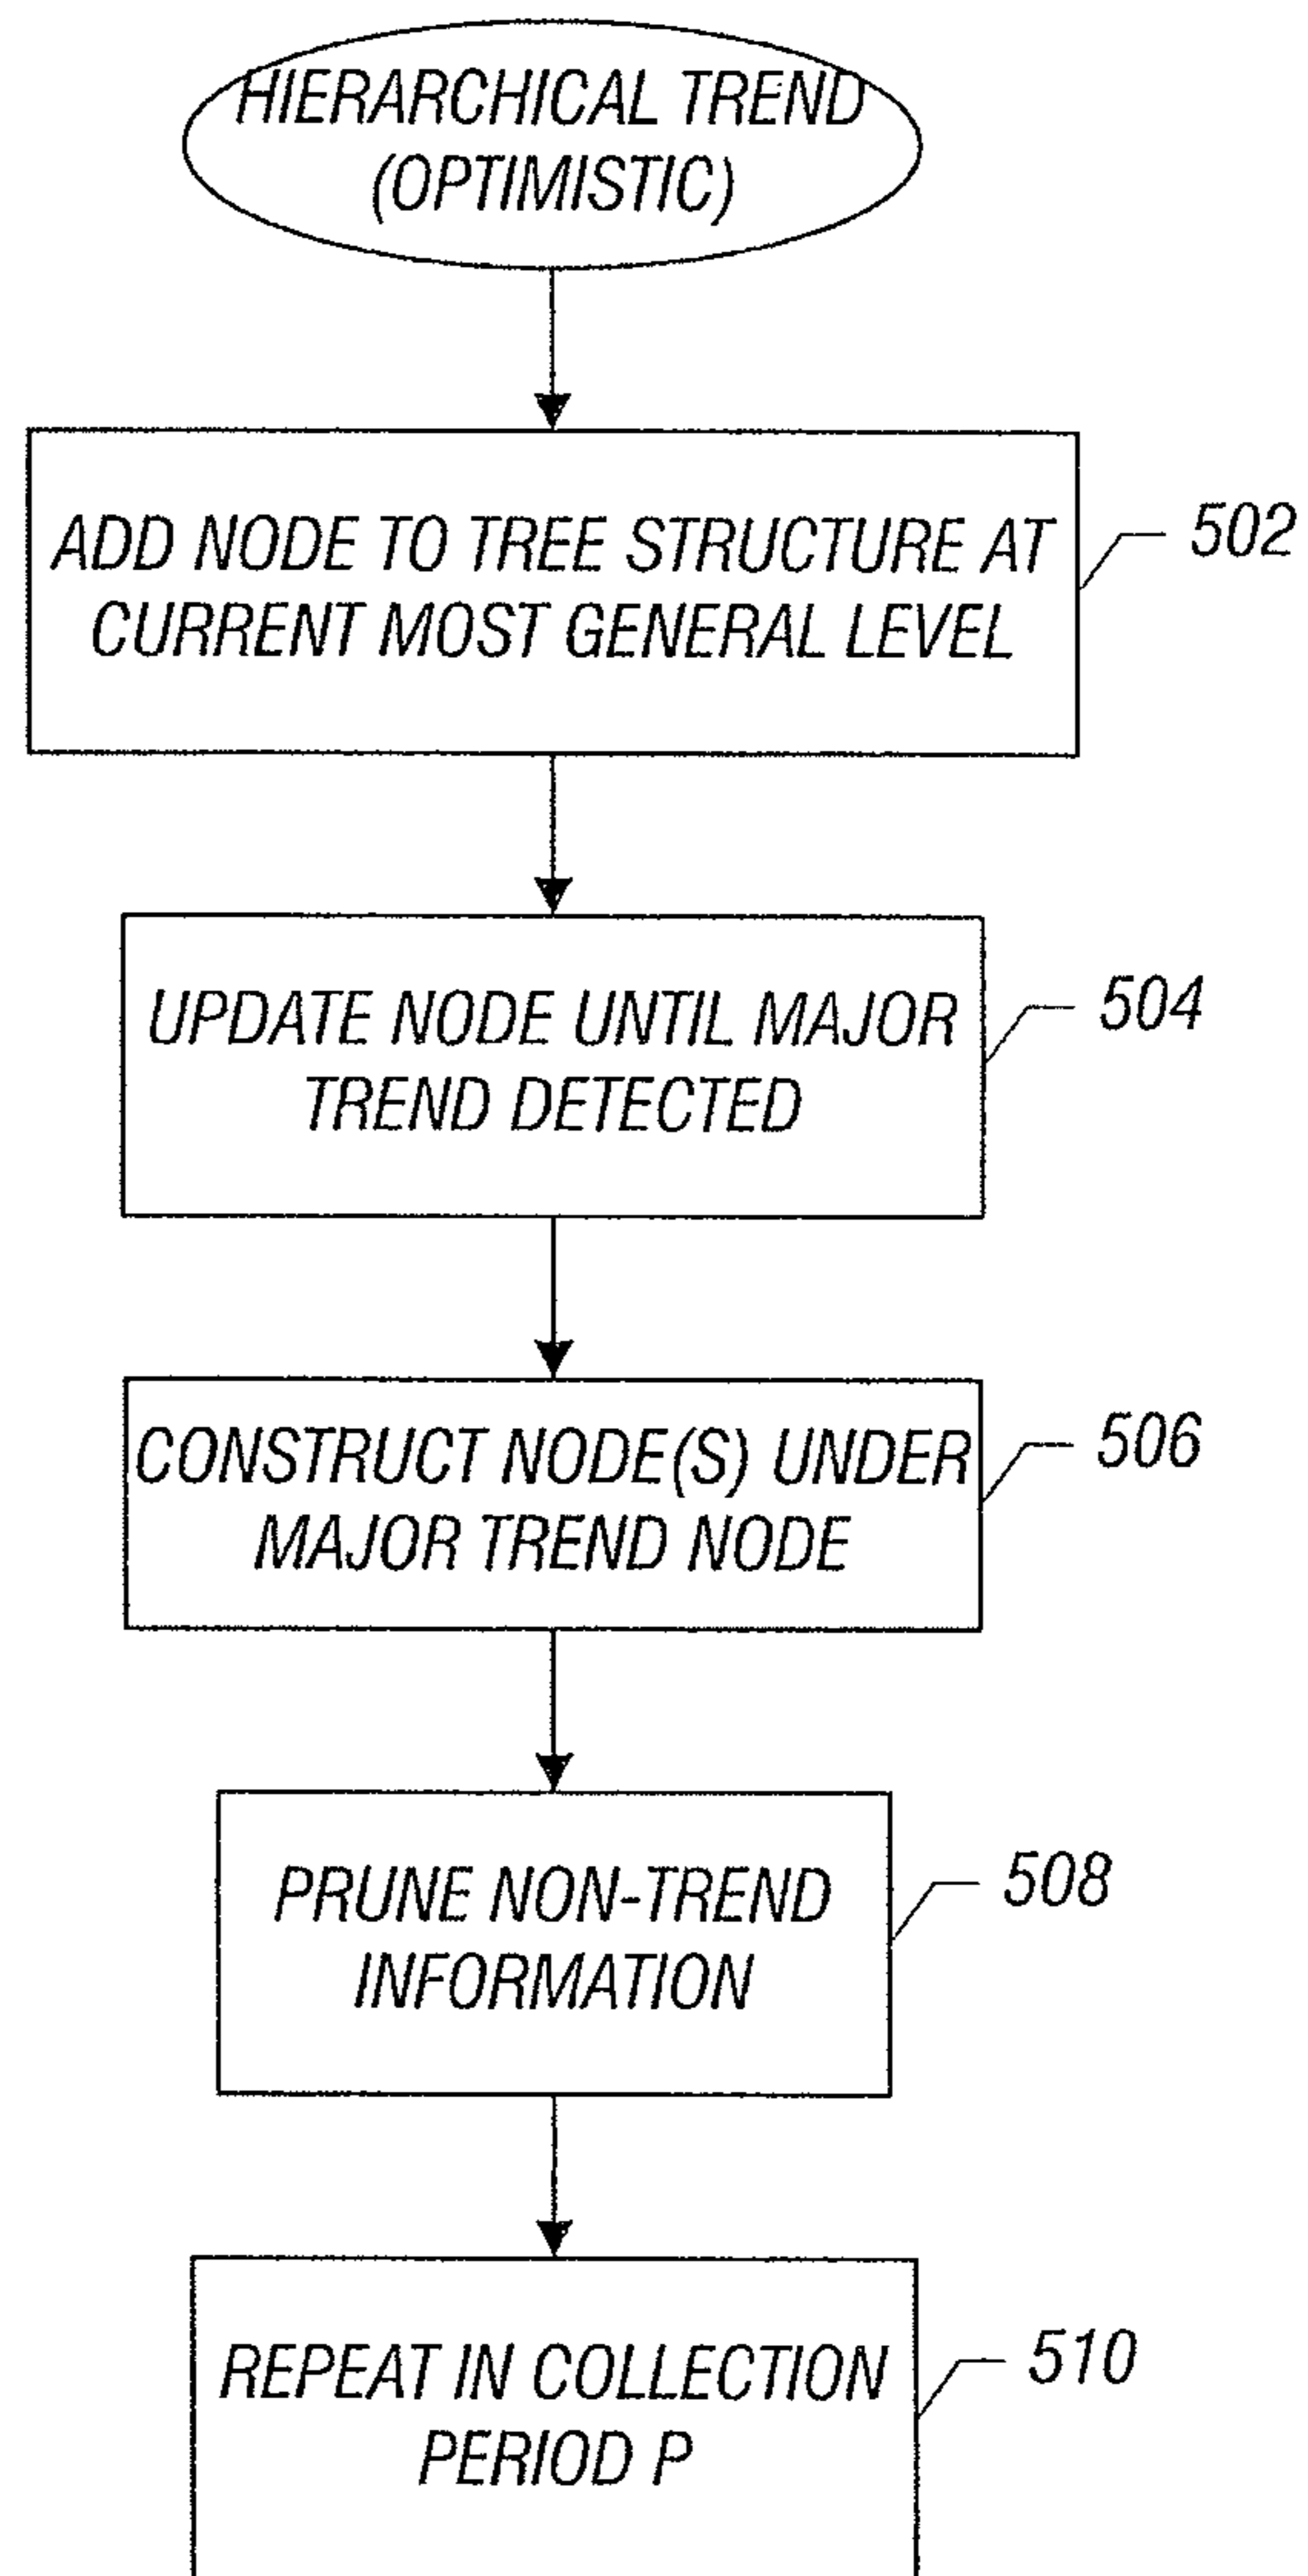 HIERARCHICAL TREND
(OPTIMISTIC)
ADD NODE TO TREE STRUCTURE AT
CURRENT MOST GENERAL LEVEL
502
UPDATE NODE UNTIL MAJOR
TREND DETECTED
504
CONSTRUCT NODE(S) UNDER
MAJOR TREND NODE
506
PRUNE NON-TREND
INFORMATION
508
REPEAT IN COLLECTION
PERIOD P
510